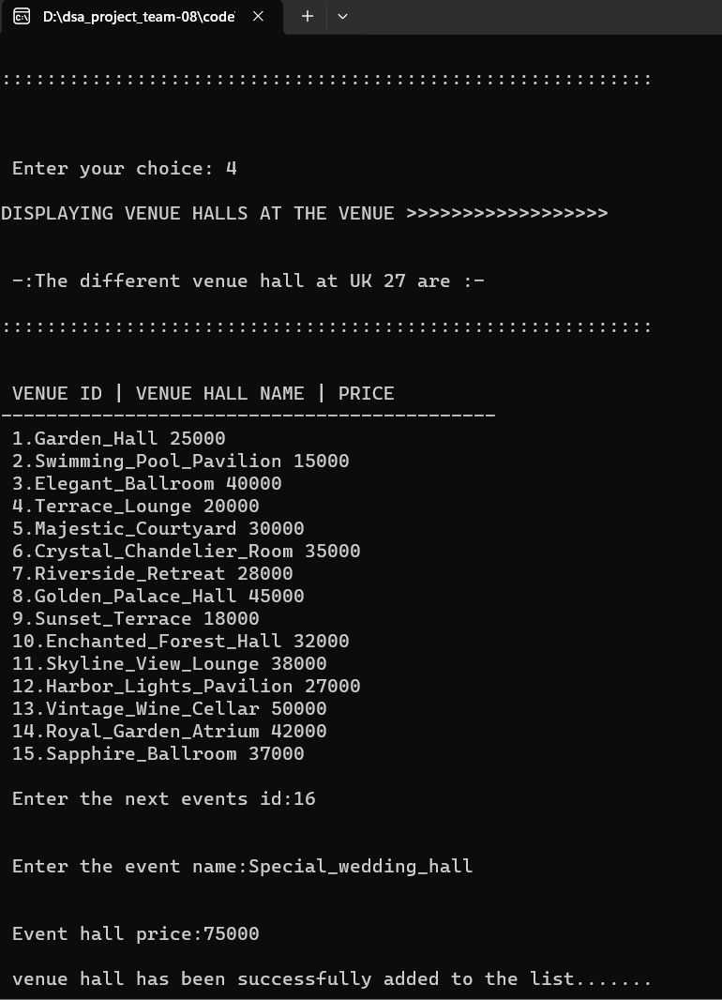 D:\dsa_project_team-08\code
::::::::::::::::::::::::::::::::::::::::::::::::::::::::::
Enter your choice: 4
DISPLAYING VENUE HALLS AT THE VENUE >>>>>>>>>>>>>>>>>>
-:The different venue hall at UK 27 are :-
::::::::::::::::::::::::::::::::::::::::::::::::::::::::::
VENUE ID | VENUE HALL NAME | PRICE
--------------------------------------------
1.Garden_Hall 25000
2.Swimming_Pool_Pavilion 15000
3.Elegant_Ballroom 40000
4.Terrace_Lounge 20000
5.Majestic_Courtyard 30000
6.Crystal_Chandelier_Room 35000
7.Riverside_Retreat 28000
8.Golden_Palace_Hall 45000
9.Sunset_Terrace 18000
10.Enchanted_Forest_Hall 32000
11.Skyline_View_Lounge 38000
12.Harbor_Lights_Pavilion 27000
13.Vintage_Wine_Cellar 50000
14.Royal_Garden_Atrium 42000
15.Sapphire_Ballroom 37000
Enter the next events id:16
Enter the event name:Special_wedding_hall
Event hall price:75000
venue hall has been successfully added to the list.......